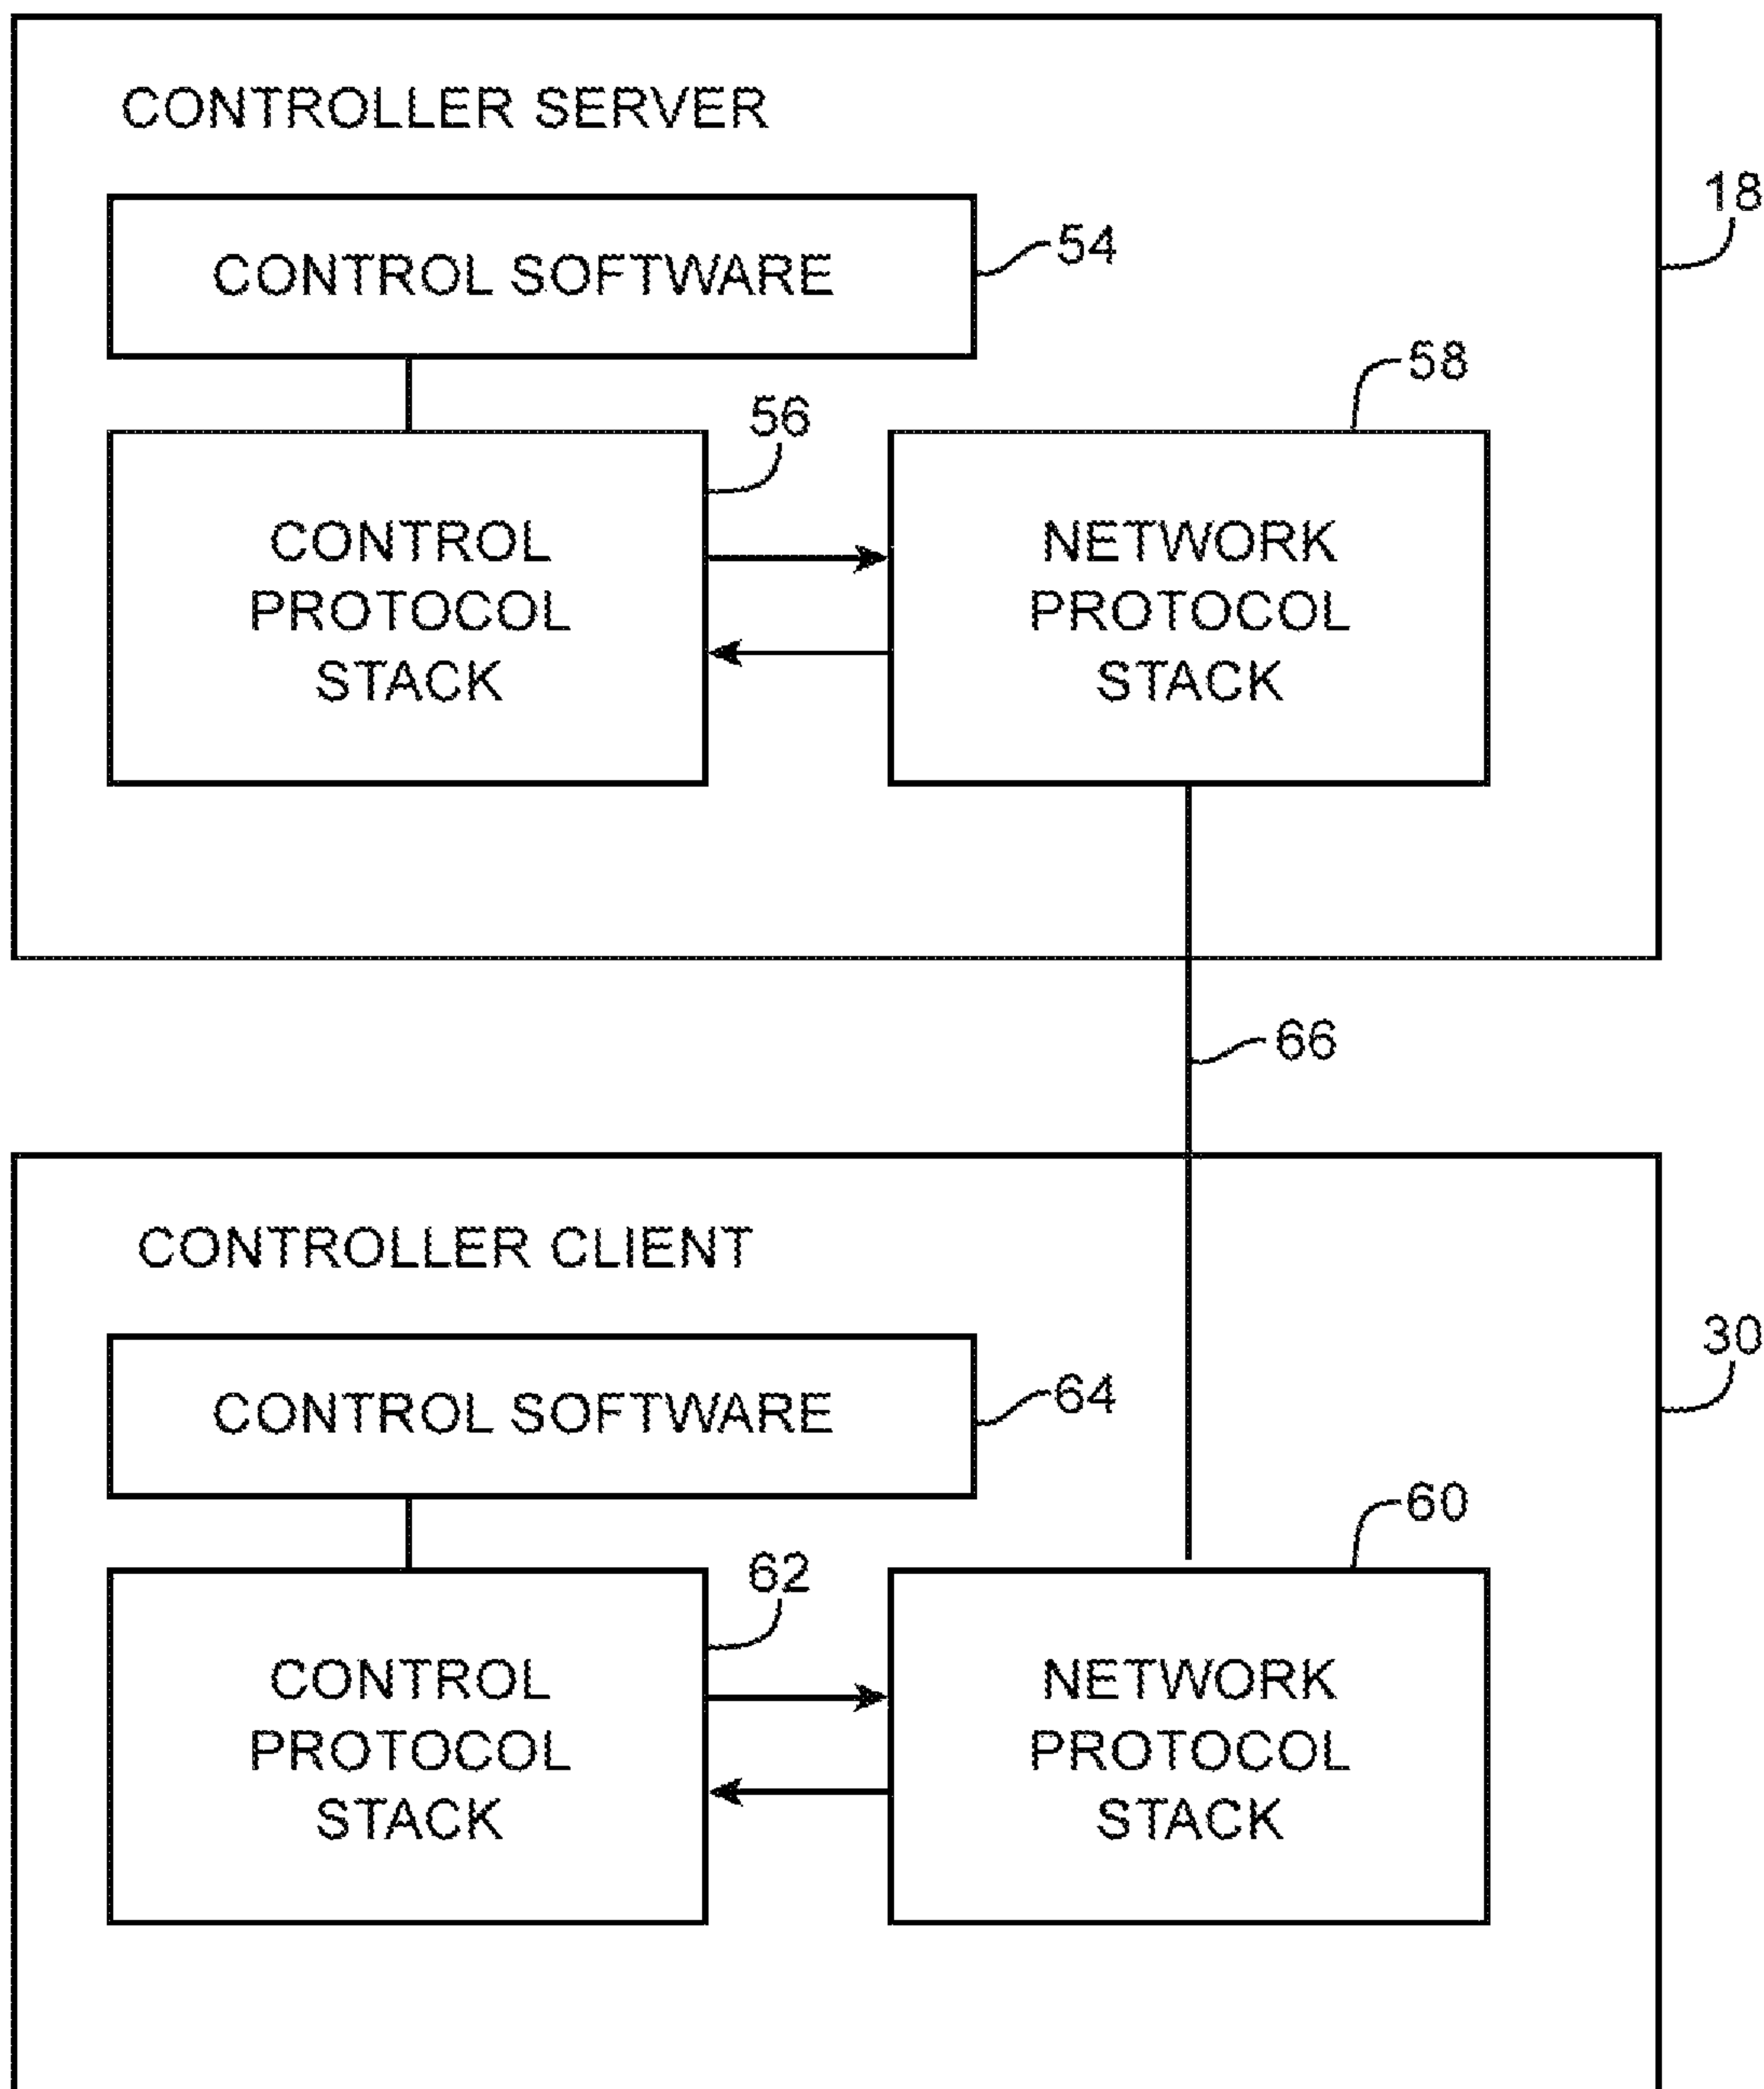 CONTROLLER SERVER
18
CONTROL SOFTWARE
54
58
56
CONTROL
PROTOCOL
STACK
NETWORK
PROTOCOL
STACK
66
CONTROLLER CLIENT
30
CONTROL SOFTWARE
64
60
62
CONTROL
PROTOCOL
STACK
NETWORK
PROTOCOL
STACK